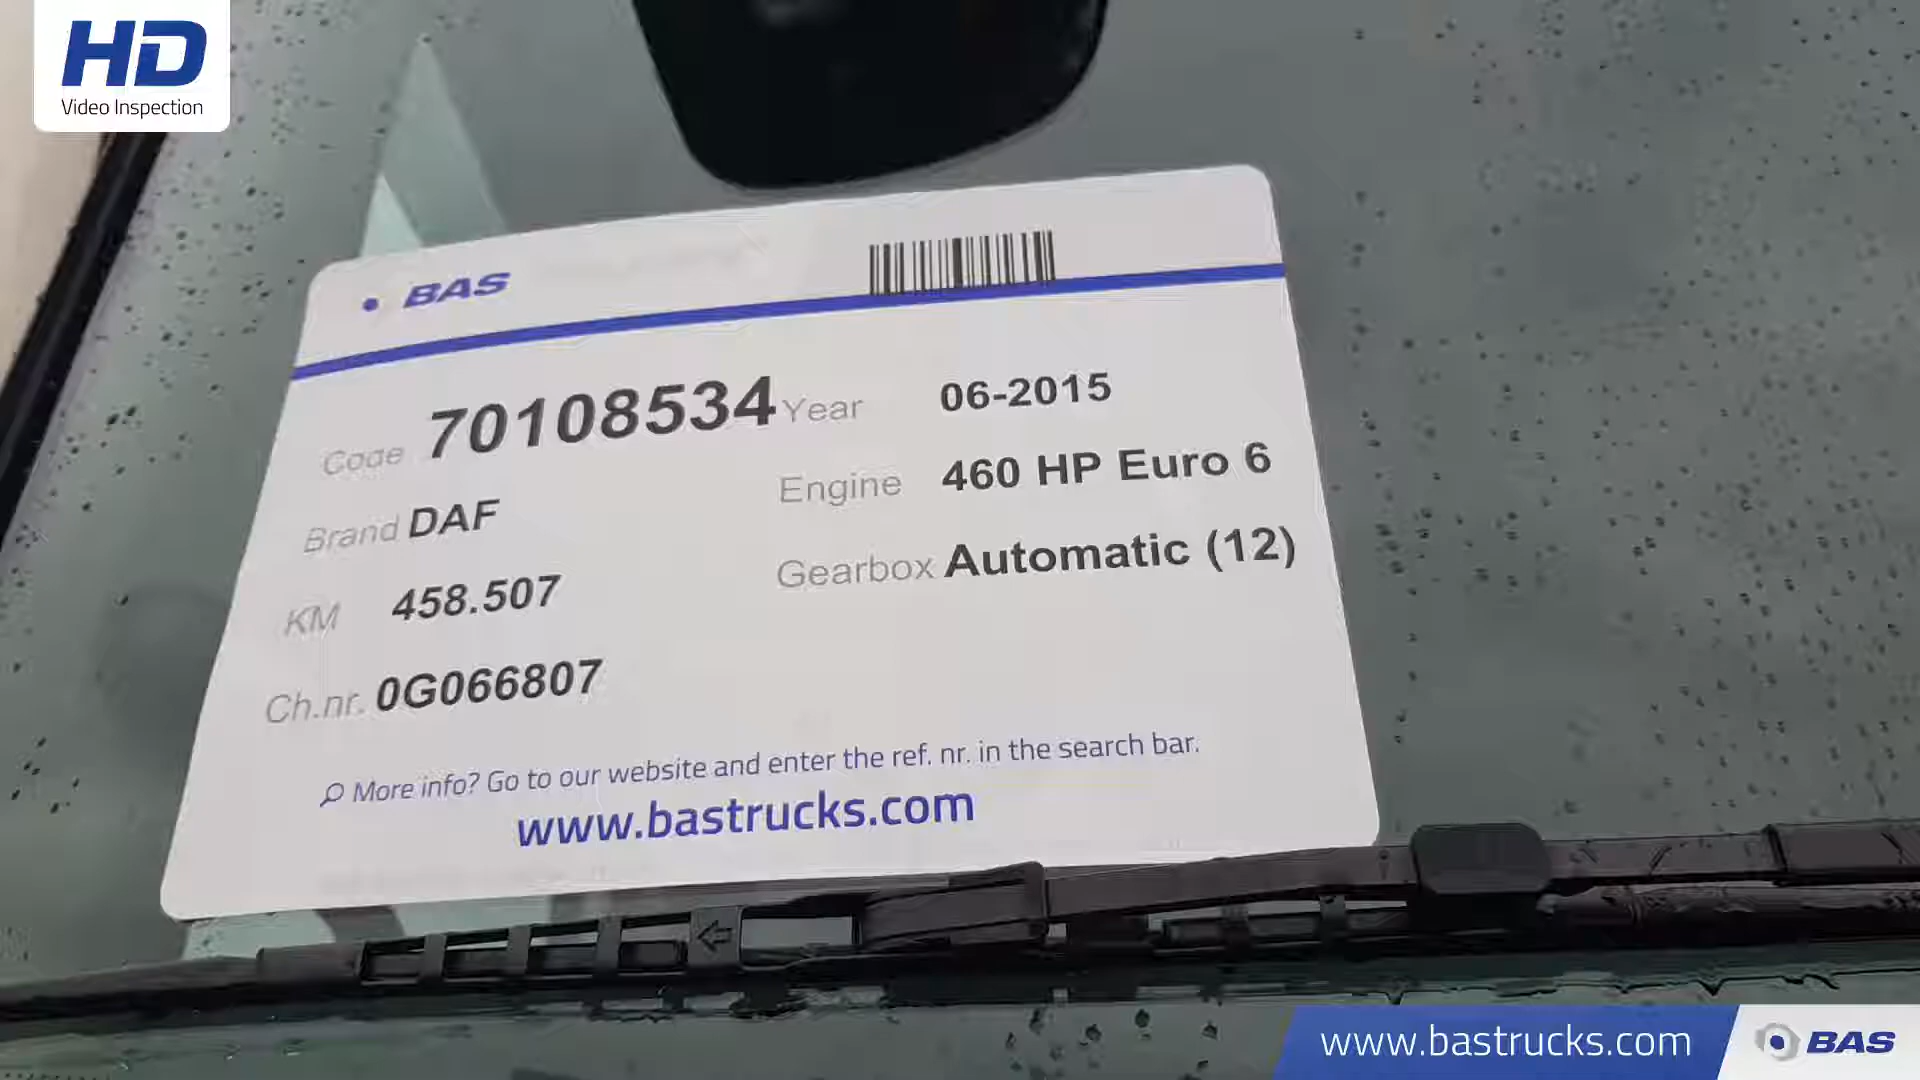 HD
Video Inspection
BAS
Code 70108534
Year 06-2015
Brand DAF
Engine 460 HP Euro 6
KM 458.507
Gearbox Automatic (12)
Ch.nr. 0G066807
More info? Go to our website and enter the ref. nr. in the search bar.
www.bastrucks.com
www.bastrucks.com
BAS